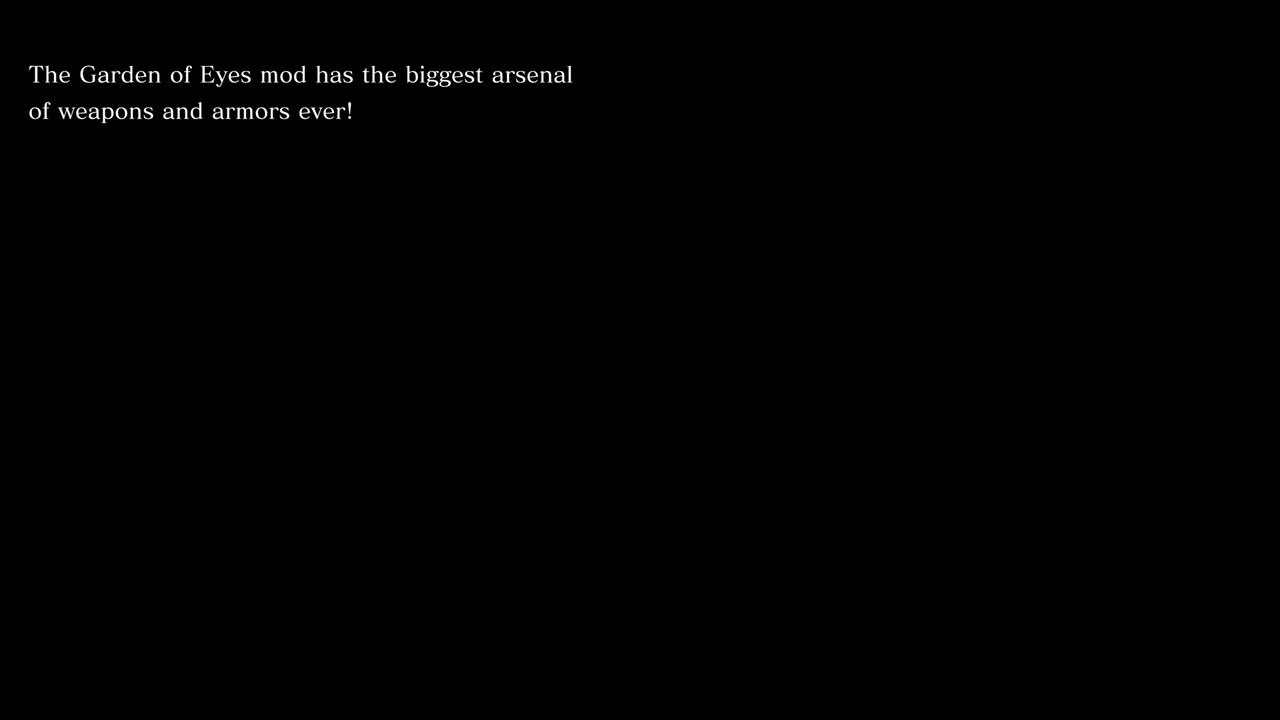 The Garden of Eyes mod has the biggest arsenal
of weapons and armors ever!